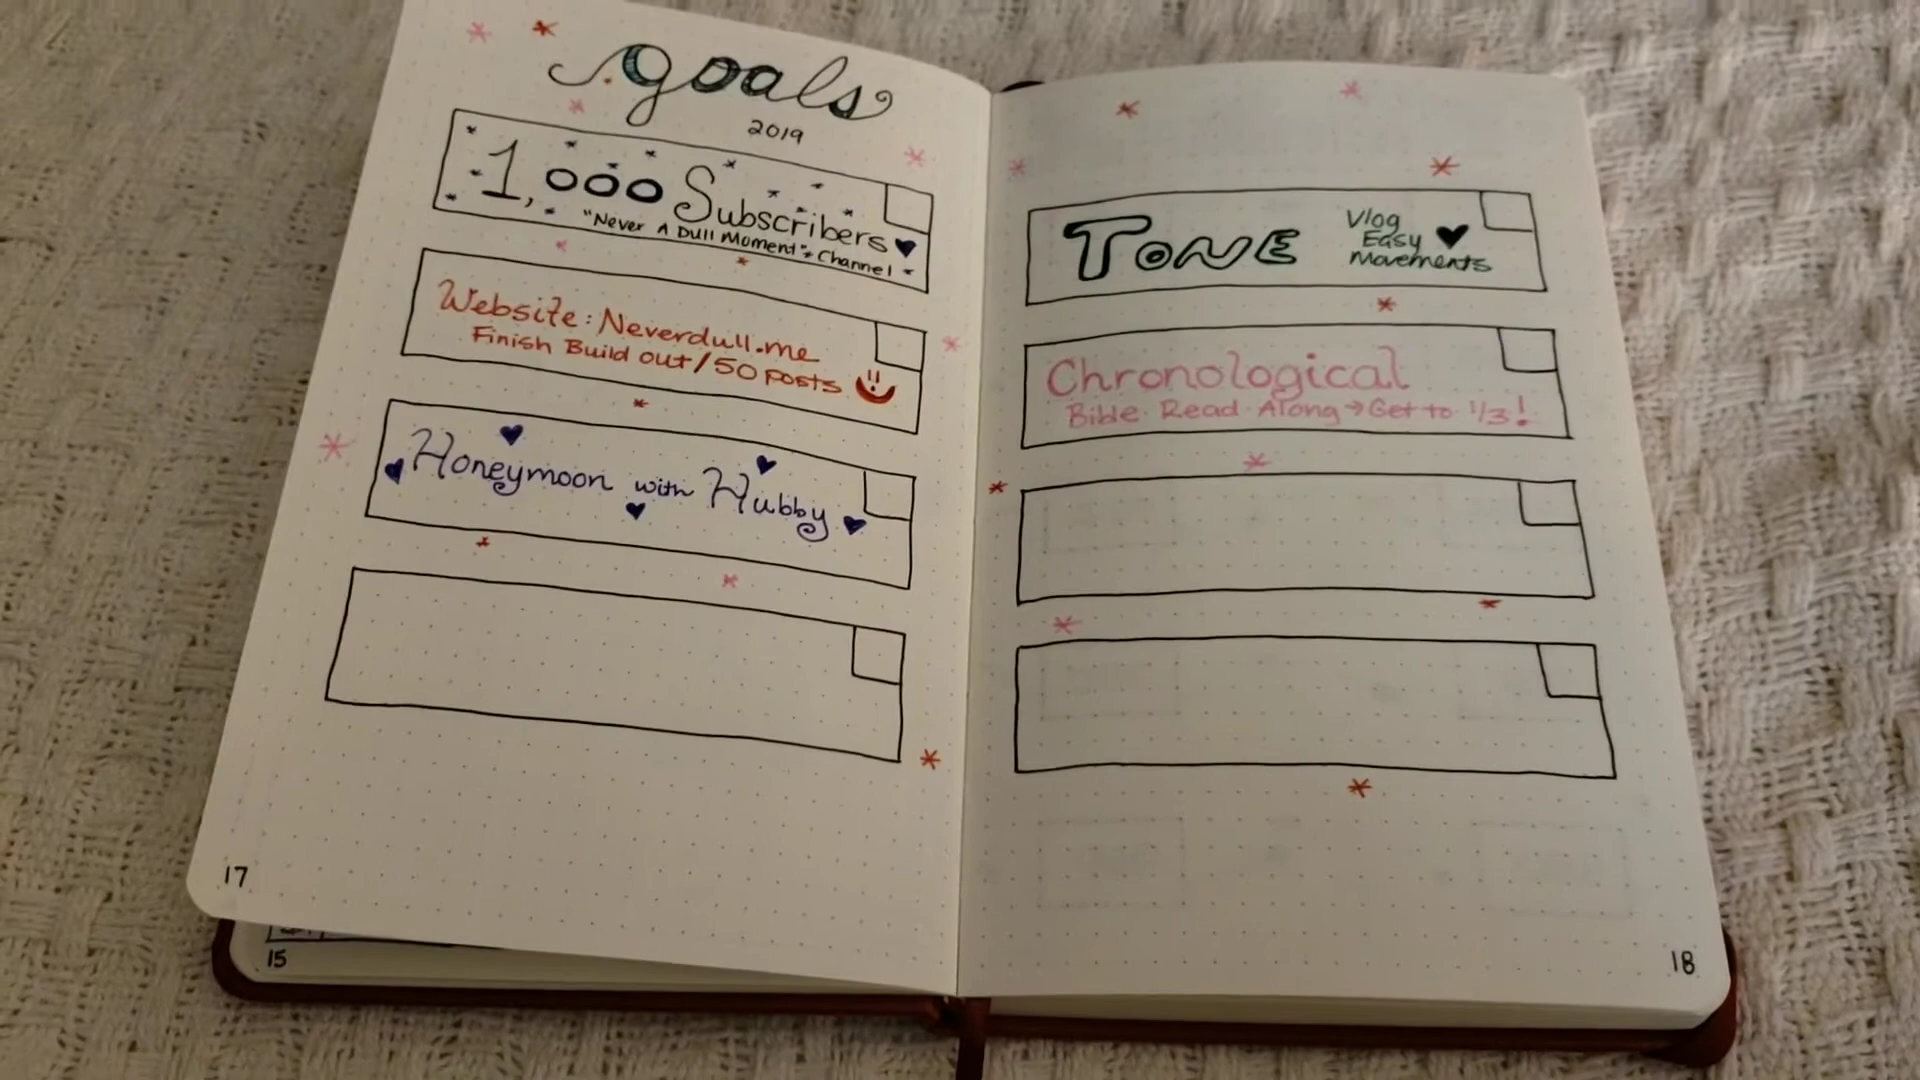 goals
2019
1,000 Subscribers
"Never A Dull Moment" Channel
Website: Neverdull.me
Finish Build out/50 posts
Honeymoon with Hubby
17
15
Tone
Vlog
Easy
Movements
Chronological
Bible Read Along → Get to 1/3!
18